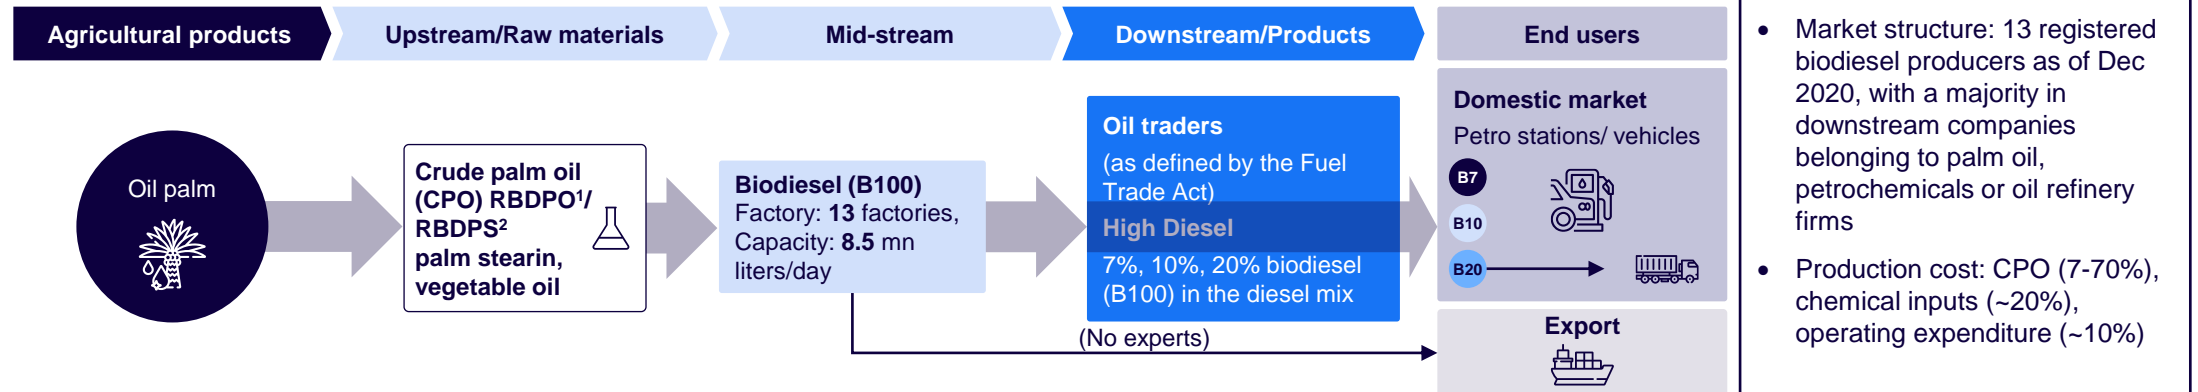 Agricultural products
Upstream/Raw materials
Mid-stream
Downstream/Products
End users
Oil palm
Crude palm oil
(CPO) RBDPO¹/
RBDPS²
palm stearin,
vegetable oil
Biodiesel (B100)
Factory: 13 factories,
Capacity: 8.5 mn
liters/day
Oil traders
(as defined by the Fuel
Trade Act)
High Diesel
7%, 10%, 20% biodiesel
(B100) in the diesel mix
(No experts)
Domestic market
Petro stations/ vehicles
B7
B10
B20
Export
• Market structure: 13 registered
biodiesel producers as of Dec
2020, with a majority in
downstream companies
belonging to palm oil,
petrochemicals or oil refinery
firms
• Production cost: CPO (7-70%),
chemical inputs (~20%),
operating expenditure (~10%)